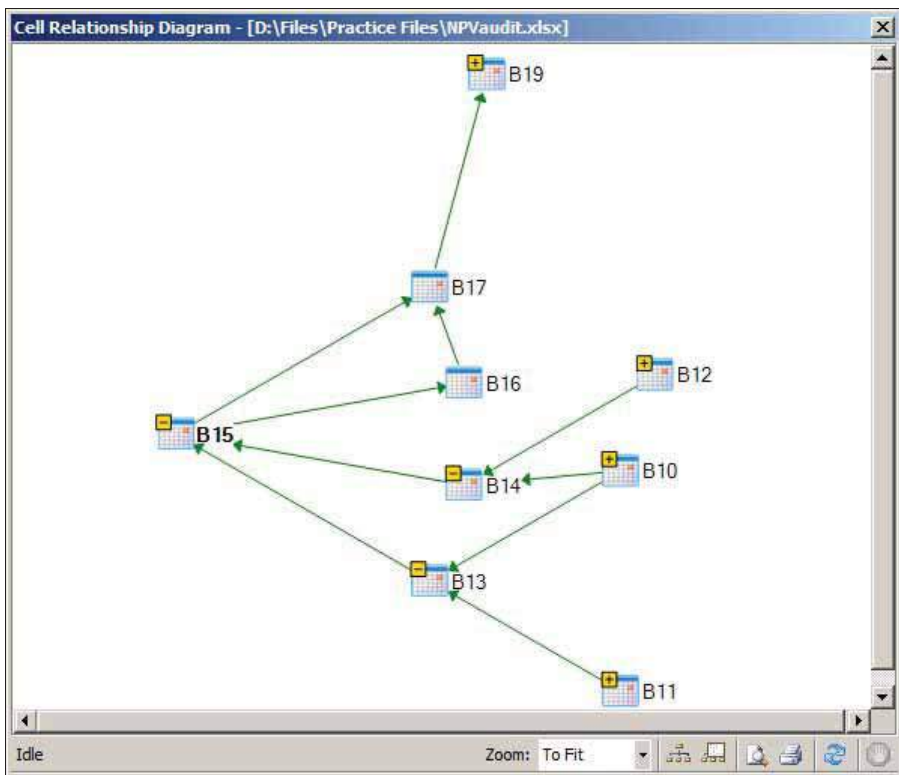 Cell Relationship Diagram - [D:\Files\Practice Files\NPVaudit.xlsx]
B19
B17
B16
B12
B15
B14
B10
B13
B11
Idle
Zoom: To Fit